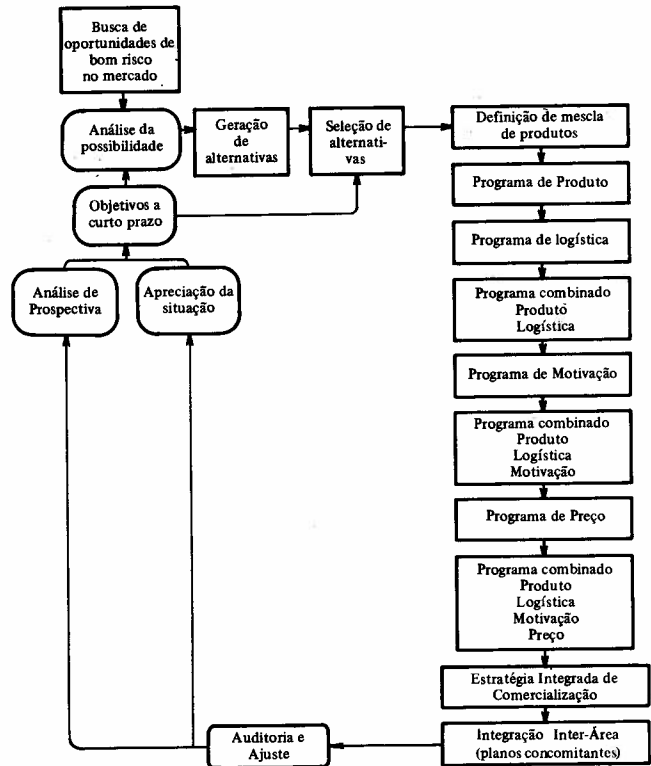 Busca de
oportunidades de
bom risco
no mercado
Análise da
possibilidade
Geração
de
alternativas
Seleção de
alternati-
vas
Definição de mescla
de produtos
Objetivos a
curto prazo
Programa de Produto
Programa de logística
Análise de
Prospectiva
Apreciação da
situação
Programa combinado
Produto
Logística
Programa de Motivação
Programa combinado
Produto
Logística
Motivação
Programa de Preço
Programa combinado
Produto
Logística
Motivação
Preço
Estratégia Integrada de
Comercialização
Auditoria e
Ajuste
Integração Inter-Área
(planos concomitantes)